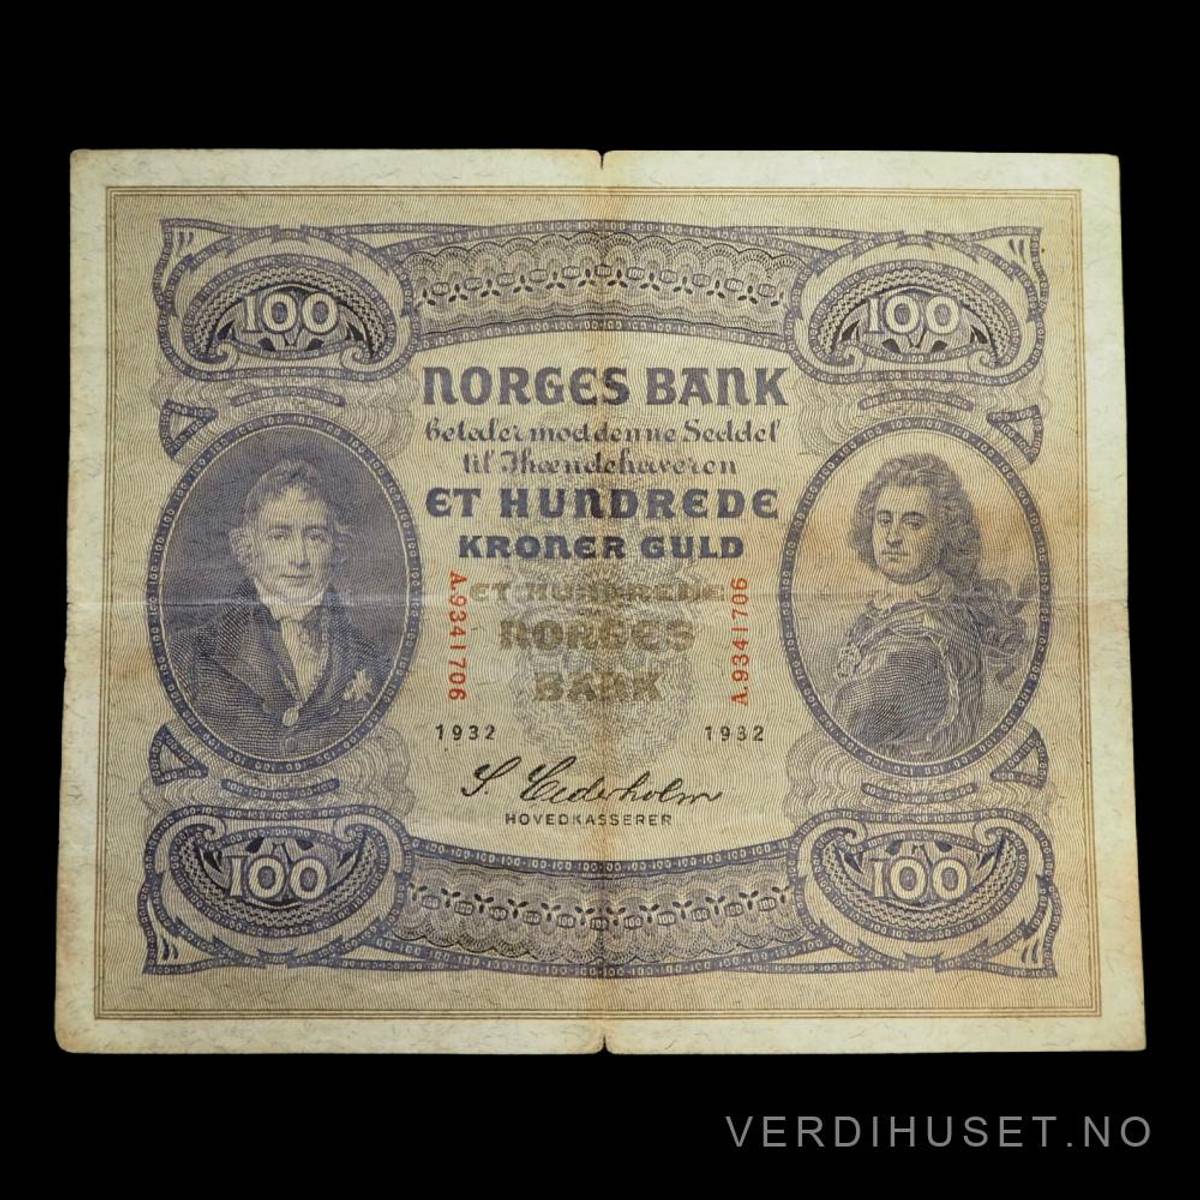 100 100
NORGES BANK
betaler mod denne Seddel
til Ihændehaveren
ET HUNDREDE
KRONER GULD
A.9341706 A.9341706
ET HUNDREDE
NORGES
BANK
1932 1932
S. Cederholm
HOVEDKASSERER
100 100
VERDIHUSET.NO